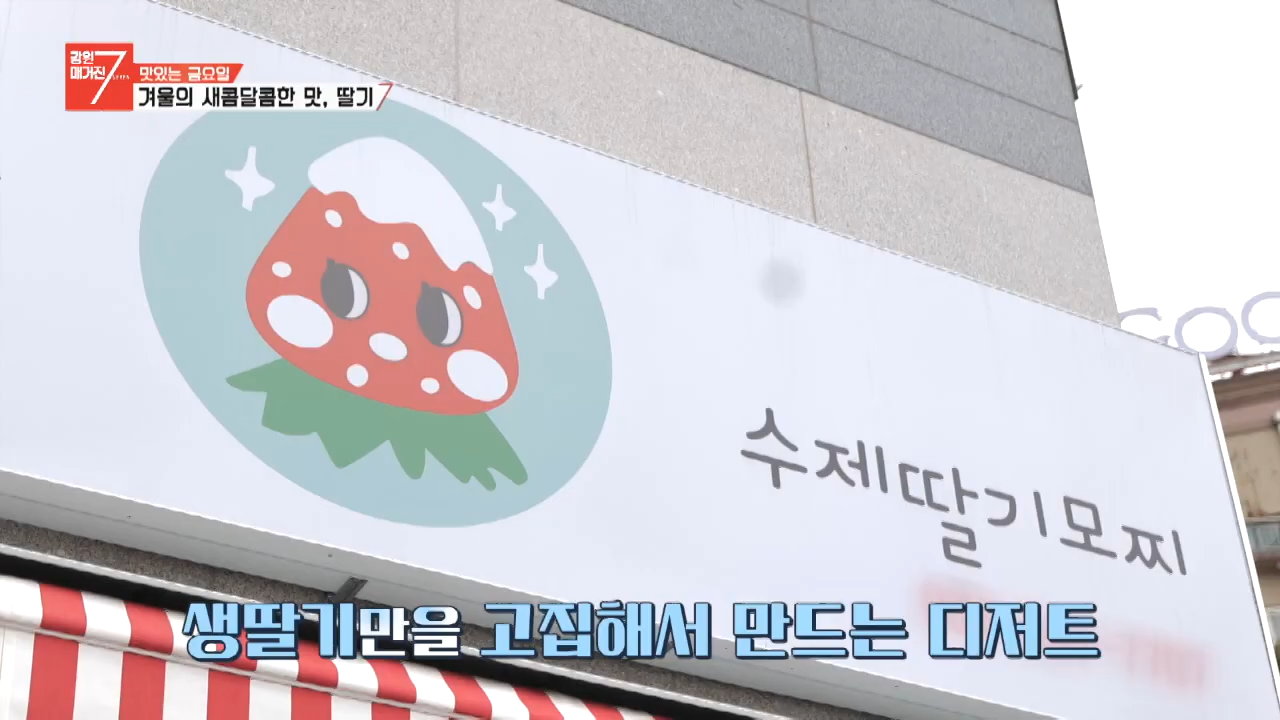 강원
매거진 7
맛있는 금요일
겨울의 새콤달콤한 맛, 딸기
수제딸기모찌
생딸기만을 고집해서 만드는 디저트